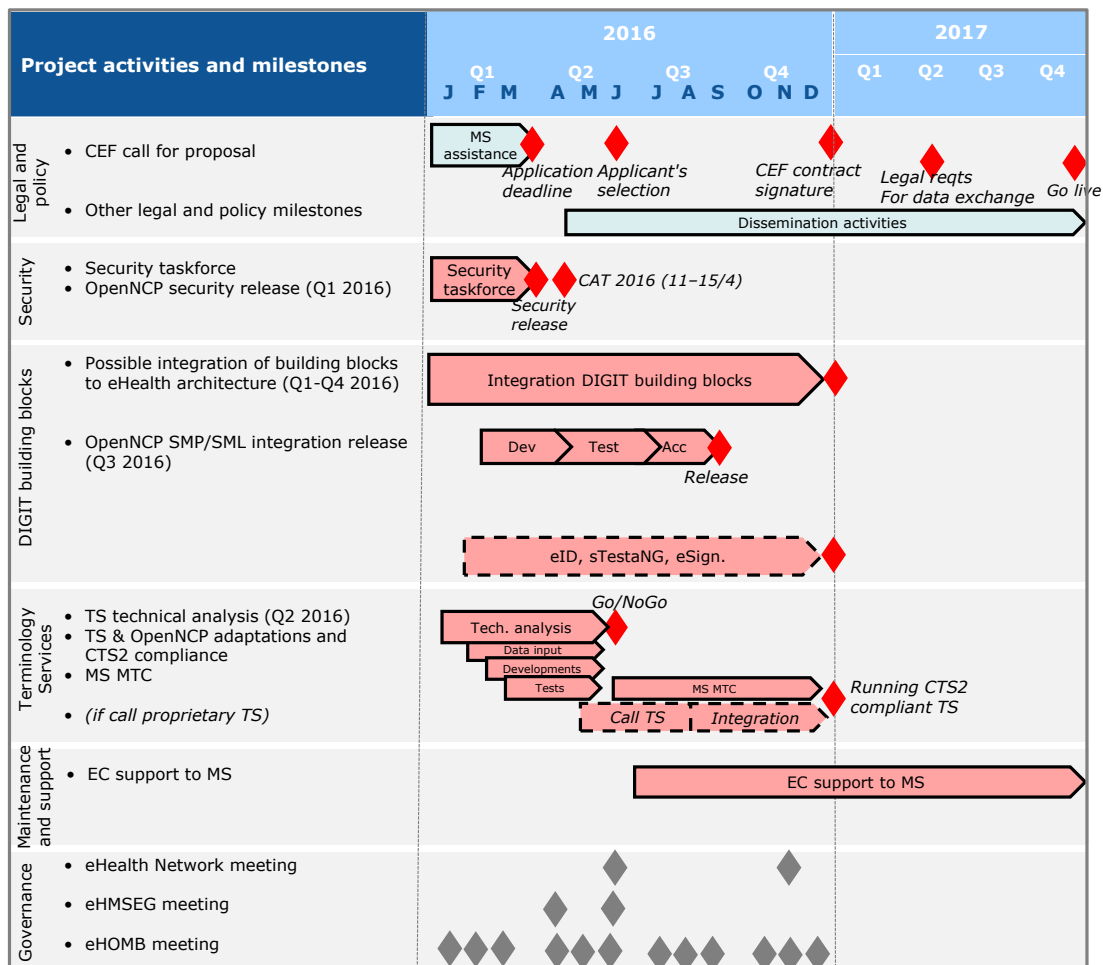 Project activities and milestones
2016
2017
Q1
Q2
Q3
Q4
Q1
Q2
Q3
Q4
J F M A M J J A S O N D
Legal and
policy
• CEF call for proposal
MS
assistance
Application
deadline
Applicant's
selection
CEF contract
signature
Legal reqts
For data exchange
Go live
• Other legal and policy milestones
Dissemination activities
Security
• Security taskforce
• OpenNCP security release (Q1 2016)
Security
taskforce
Security
release
CAT 2016 (11–15/4)
DIGIT building blocks
• Possible integration of building blocks
to eHealth architecture (Q1-Q4 2016)
Integration DIGIT building blocks
• OpenNCP SMP/SML integration release
(Q3 2016)
Dev
Test
Acc
Release
eID, sTestaNG, eSign.
Terminology
Services
• TS technical analysis (Q2 2016)
• TS & OpenNCP adaptations and
CTS2 compliance
• MS MTC
• (if call proprietary TS)
Go/NoGo
Tech. analysis
Data input
Developments
Tests
MS MTC
Call TS
Integration
Running CTS2
compliant TS
Maintenance
and support
• EC support to MS
EC support to MS
Governance
• eHealth Network meeting
• eHMSEG meeting
• eHOMB meeting